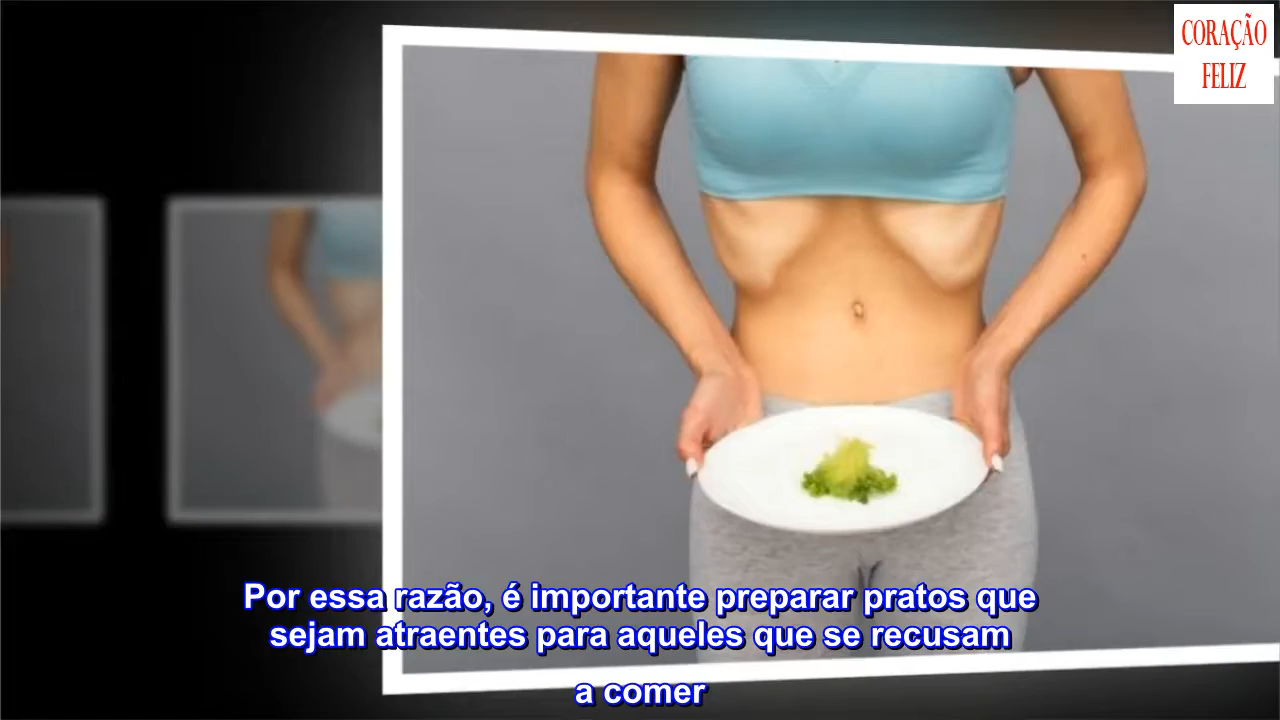 CORAÇÃO
FELIZ
Por essa razão, é importante preparar pratos que
sejam atraentes para aqueles que se recusam
a comer